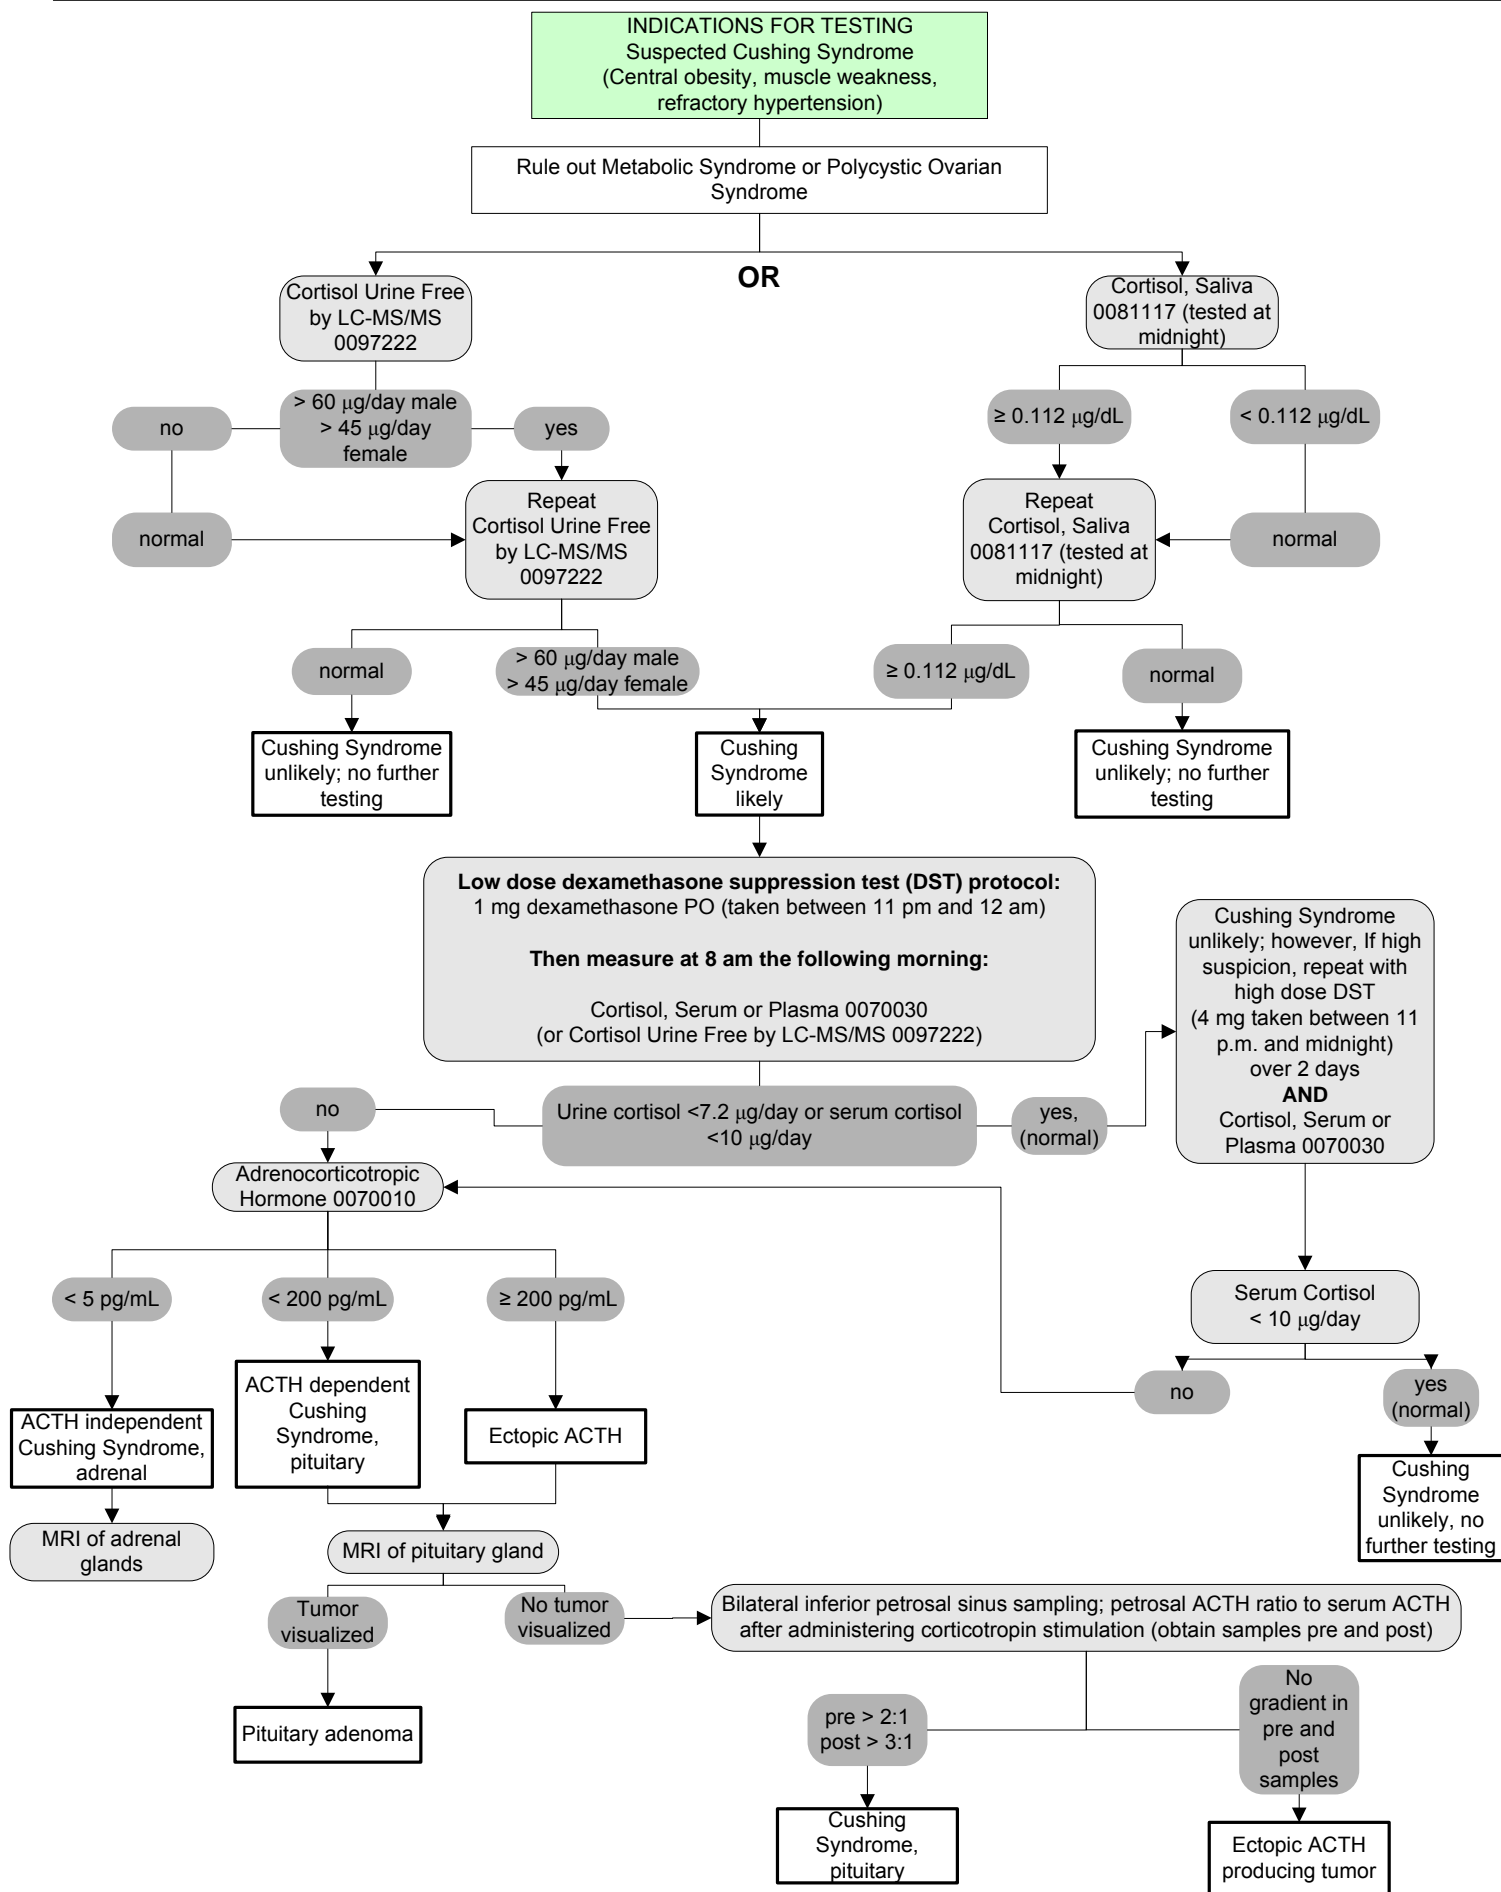 INDICATIONS FOR TESTING
Suspected Cushing Syndrome
(Central obesity, muscle weakness,
refractory hypertension)
Rule out Metabolic Syndrome or Polycystic Ovarian
Syndrome
OR
Cortisol Urine Free
by LC-MS/MS
0097222
Cortisol, Saliva
0081117 (tested at
midnight)
> 60 μg/day male
> 45 μg/day
female
no
yes
≥ 0.112 μg/dL
< 0.112 μg/dL
normal
Repeat
Cortisol Urine Free
by LC-MS/MS
0097222
Repeat
Cortisol, Saliva
0081117 (tested at
midnight)
normal
normal
> 60 μg/day male
> 45 μg/day female
≥ 0.112 μg/dL
normal
Cushing Syndrome
unlikely; no further
testing
Cushing
Syndrome
likely
Cushing Syndrome
unlikely; no further
testing
Low dose dexamethasone suppression test (DST) protocol:
1 mg dexamethasone PO (taken between 11 pm and 12 am)
Then measure at 8 am the following morning:
Cortisol, Serum or Plasma 0070030
(or Cortisol Urine Free by LC-MS/MS 0097222)
Cushing Syndrome
unlikely; however, If high
suspicion, repeat with
high dose DST
(4 mg taken between 11
p.m. and midnight)
over 2 days
AND
Cortisol, Serum or
Plasma 0070030
no
Urine cortisol <7.2 μg/day or serum cortisol
<10 μg/day
yes,
(normal)
Adrenocorticotropic
Hormone 0070010
< 5 pg/mL
< 200 pg/mL
≥ 200 pg/mL
Serum Cortisol
< 10 μg/day
no
yes
(normal)
ACTH independent
Cushing Syndrome,
adrenal
ACTH dependent
Cushing
Syndrome,
pituitary
Ectopic ACTH
Cushing
Syndrome
unlikely, no
further testing
MRI of adrenal
glands
MRI of pituitary gland
Tumor
visualized
No tumor
visualized
Bilateral inferior petrosal sinus sampling; petrosal ACTH ratio to serum ACTH
after administering corticotropin stimulation (obtain samples pre and post)
Pituitary adenoma
pre > 2:1
post > 3:1
No
gradient in
pre and
post
samples
Cushing
Syndrome,
pituitary
Ectopic ACTH
producing tumor